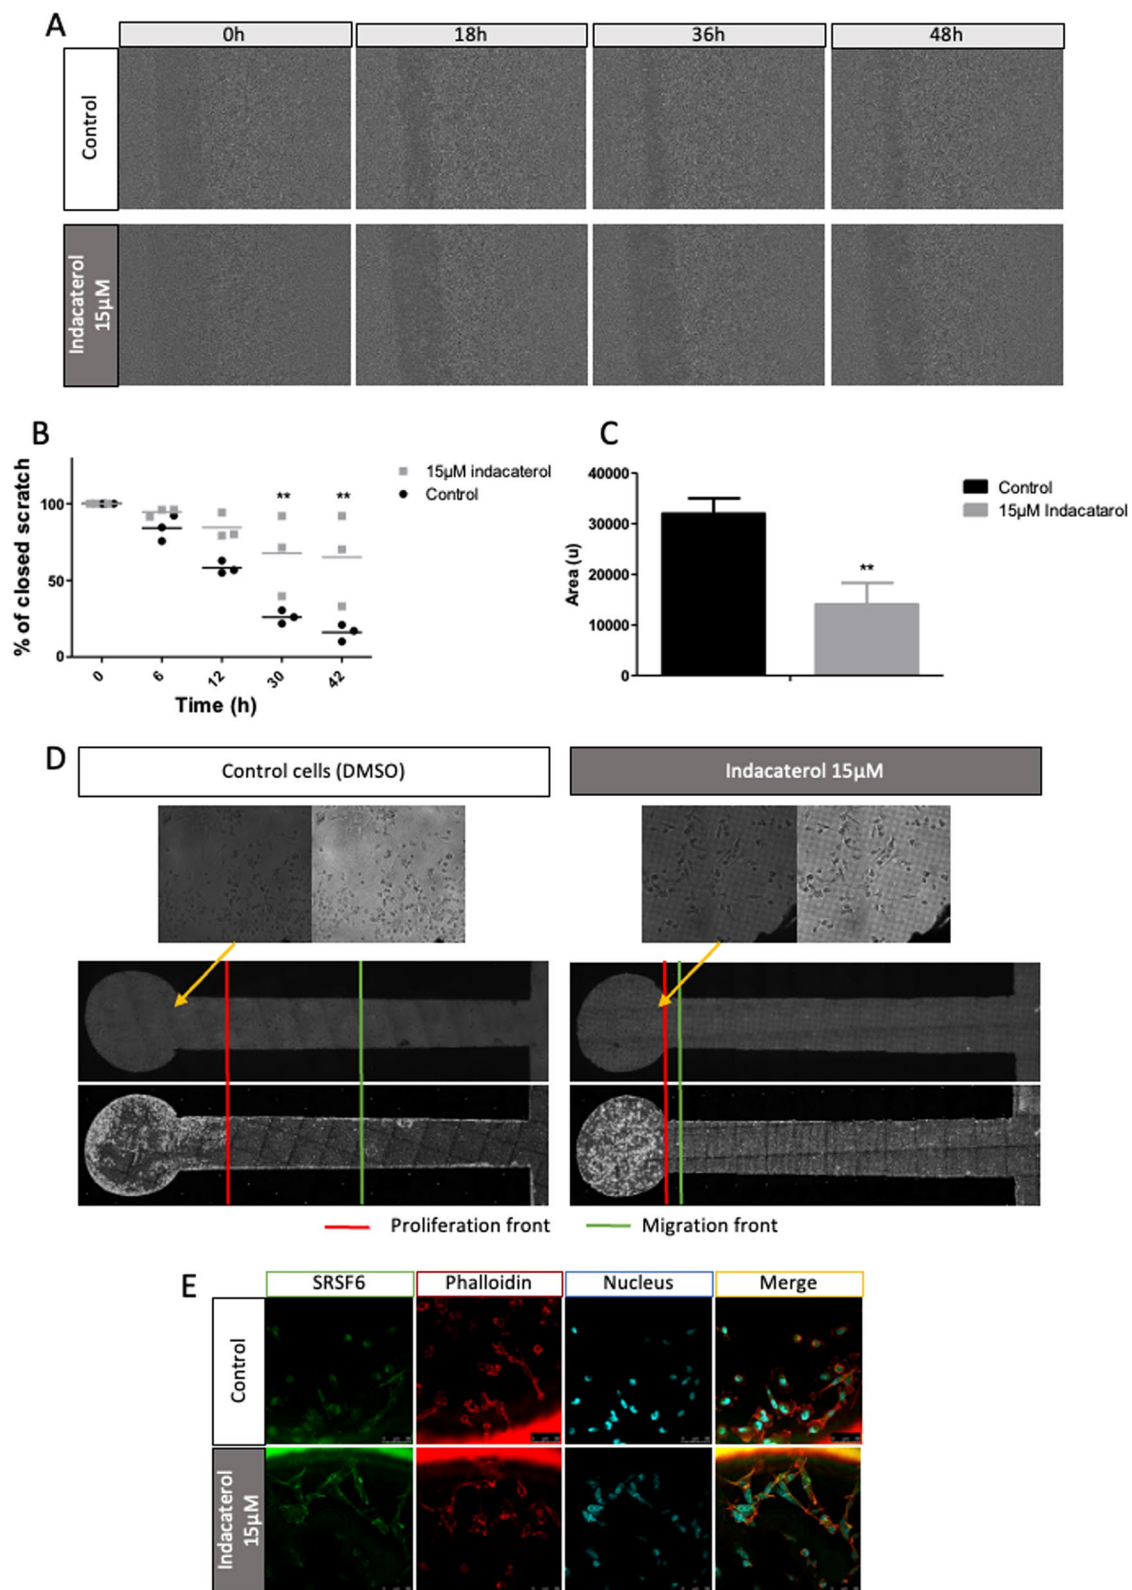 A
0h 18h 36h 48h
Control
Indacaterol
15µM
B
% of closed scratch
100
50
0
0 6 12 30 42
Time (h)
** **
15µM indacaterol
Control
C
Area (u)
40000
30000
20000
10000
0
**
Control
15µM Indacatarol
D
Control cells (DMSO) Indacaterol 15µM
Proliferation front Migration front
E
SRSF6 Phalloidin Nucleus Merge
Control
Indacaterol
15µM